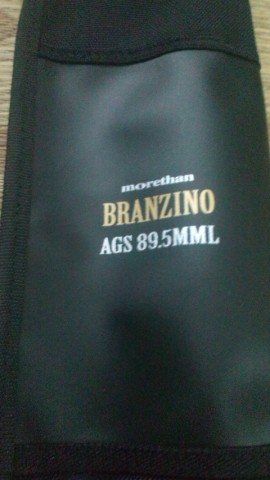 morethan
BRANZINO
AGS 89.5MML